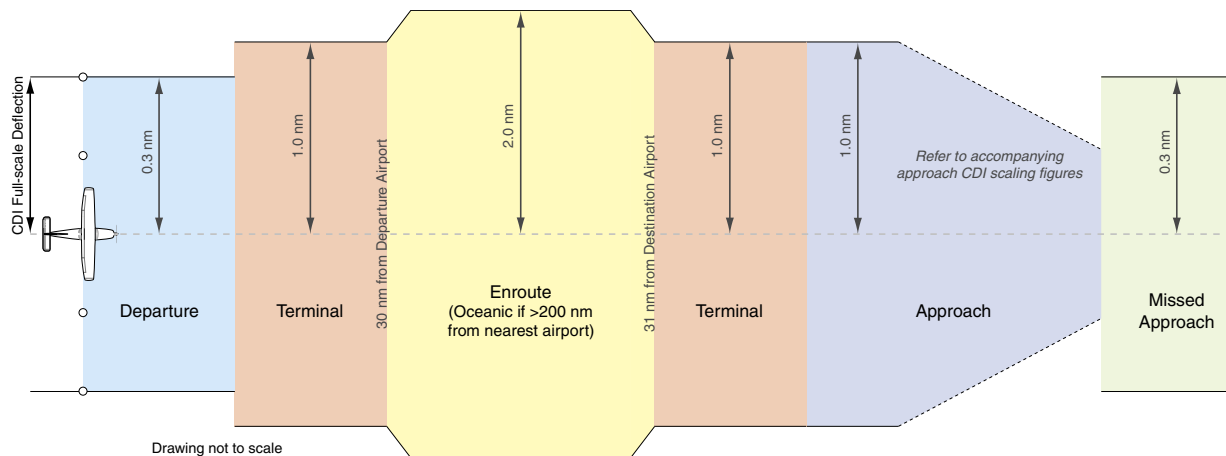 CDI Full-scale Deflection
0.3 nm
Departure
1.0 nm
Terminal
30 nm from Departure Airport
2.0 nm
Enroute
(Oceanic if >200 nm
from nearest airport)
31 nm from Destination Airport
1.0 nm
Terminal
1.0 nm
Refer to accompanying
approach CDI scaling figures
Approach
0.3 nm
Missed
Approach
Drawing not to scale